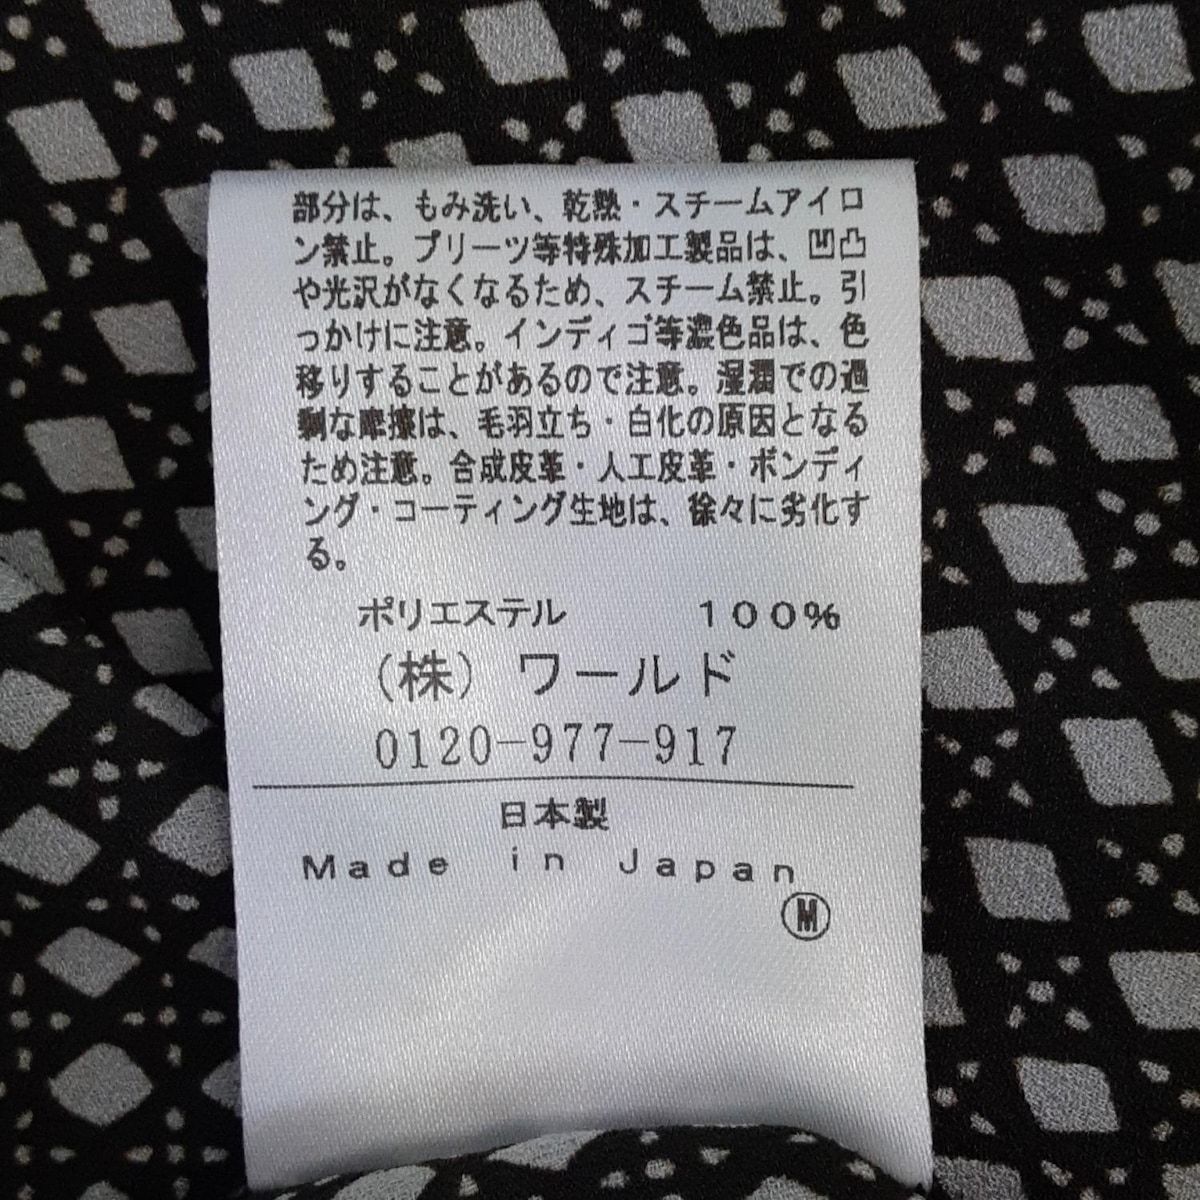 部分は、もみ洗い、乾熱・スチームアイロ
ン禁止。プリーツ等特殊加工製品は、凹凸
や光沢がなくなるため、スチーム禁止。引
っかけに注意。インディゴ等濃色品は、色
移りすることがあるので注意。湿潤での過
剰な摩擦は、毛羽立ち・白化の原因となる
ため注意。合成皮革・人工皮革・ボンディ
ング・コーティング生地は、徐々に劣化す
る。
ポリエステル 100%
(株) ワールド
0120-977-917
日本製
Made in Japan
Ⓜ